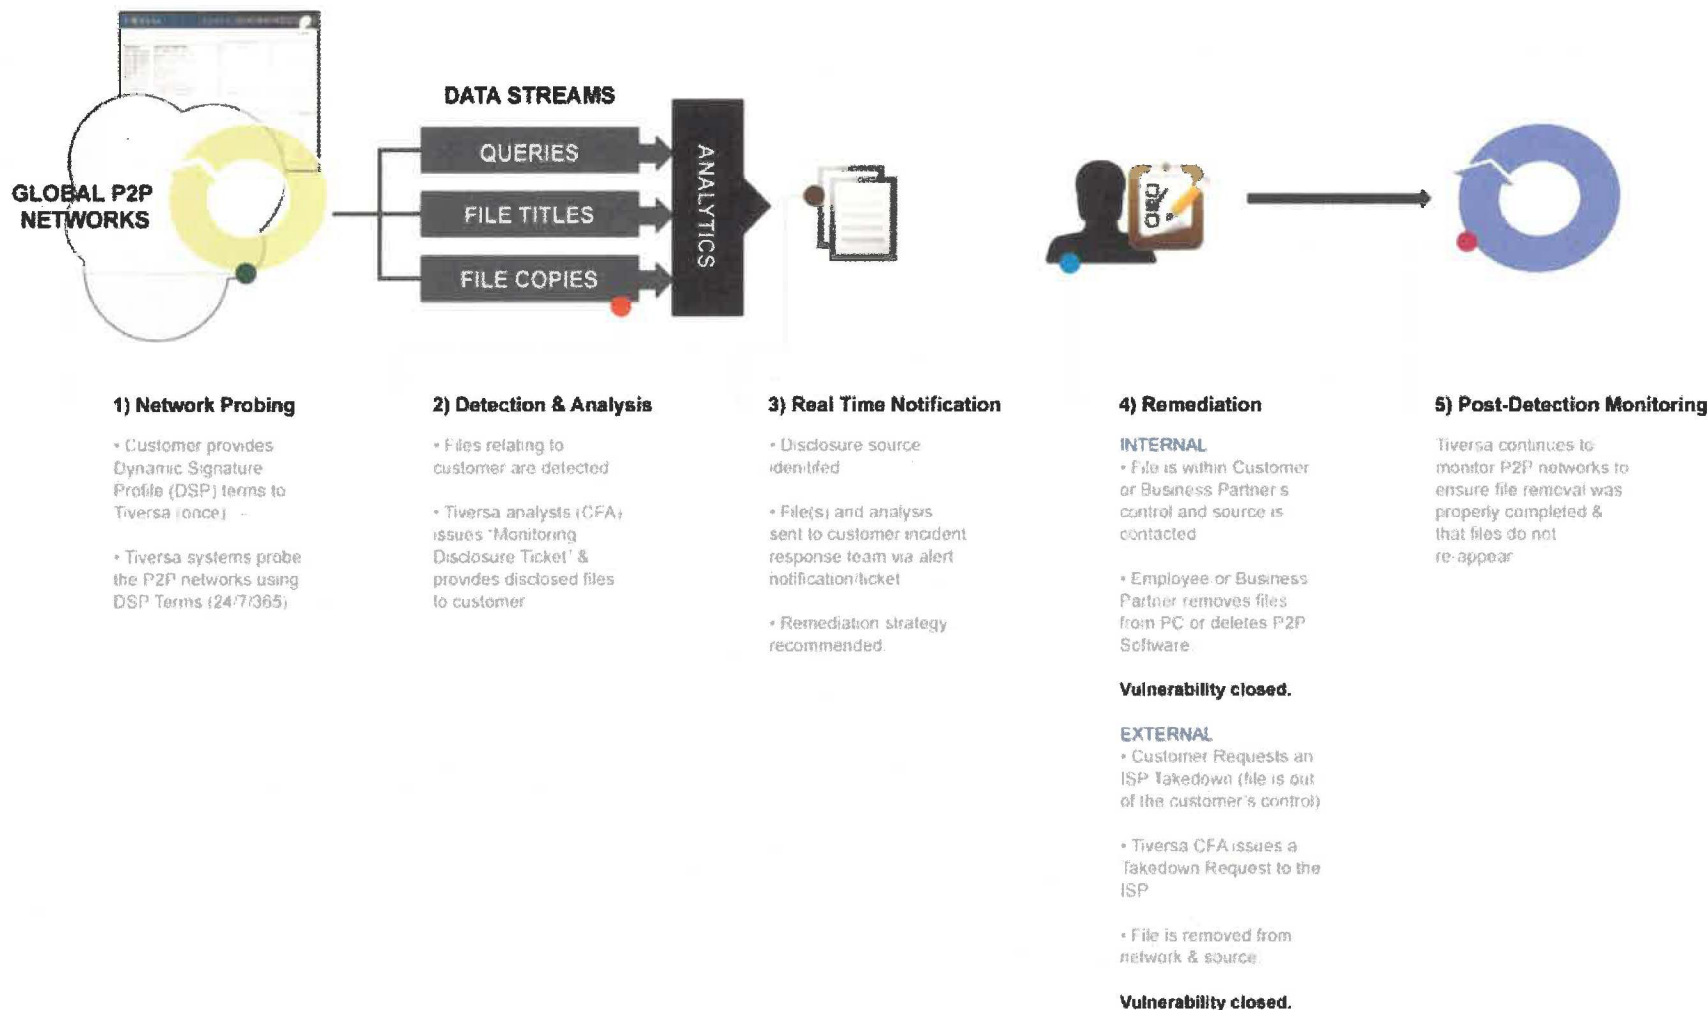 DATA STREAMS
GLOBAL P2P
NETWORKS
QUERIES
FILE TITLES
FILE COPIES
ANALYTICS
1) Network Probing
• Customer provides
Dynamic Signature
Profile (DSP) terms to
Tiversa (once)
• Tiversa systems probe
the P2P networks using
DSP Terms (24/7/365)
2) Detection & Analysis
• Files relating to
customer are detected
• Tiversa analysts (CFA)
issues "Monitoring
Disclosure Ticket" &
provides disclosed files
to customer
3) Real Time Notification
• Disclosure source
identifed
• File(s) and analysis
sent to customer incident
response team via alert
notification/ticket
• Remediation strategy
recommended.
4) Remediation
INTERNAL
• File is within Customer
or Business Partner's
control and source is
contacted
• Employee or Business
Partner removes files
from PC or deletes P2P
Software
Vulnerability closed.
EXTERNAL
• Customer Requests an
ISP Takedown (file is out
of the customer's control)
• Tiversa CFA issues a
Takedown Request to the
ISP
• File is removed from
network & source
Vulnerability closed.
5) Post-Detection Monitoring
Tiversa continues to
monitor P2P networks to
ensure file removal was
properly completed &
that files do not
re-appear